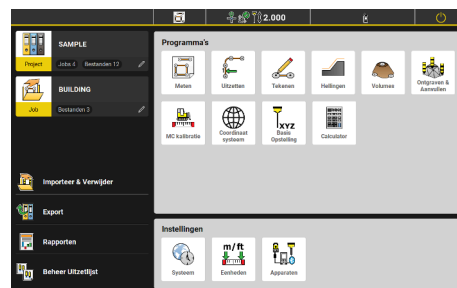 2.000
SAMPLE
Project Jobs 4 Bestanden 12
BUILDING
Job Bestanden 3
Importeer & Verwijder
Export
Rapporten
Beheer Uitzetlijst
Programma's
Meten Uitzetten Tekenen Hellingen Volumes Ontgraven & Aanvullen
MC kalibratie Coordinaat systeem XYZ Basis Opstelling Calculator
Instellingen
m/ft
Systeem Eenheden Apparaten